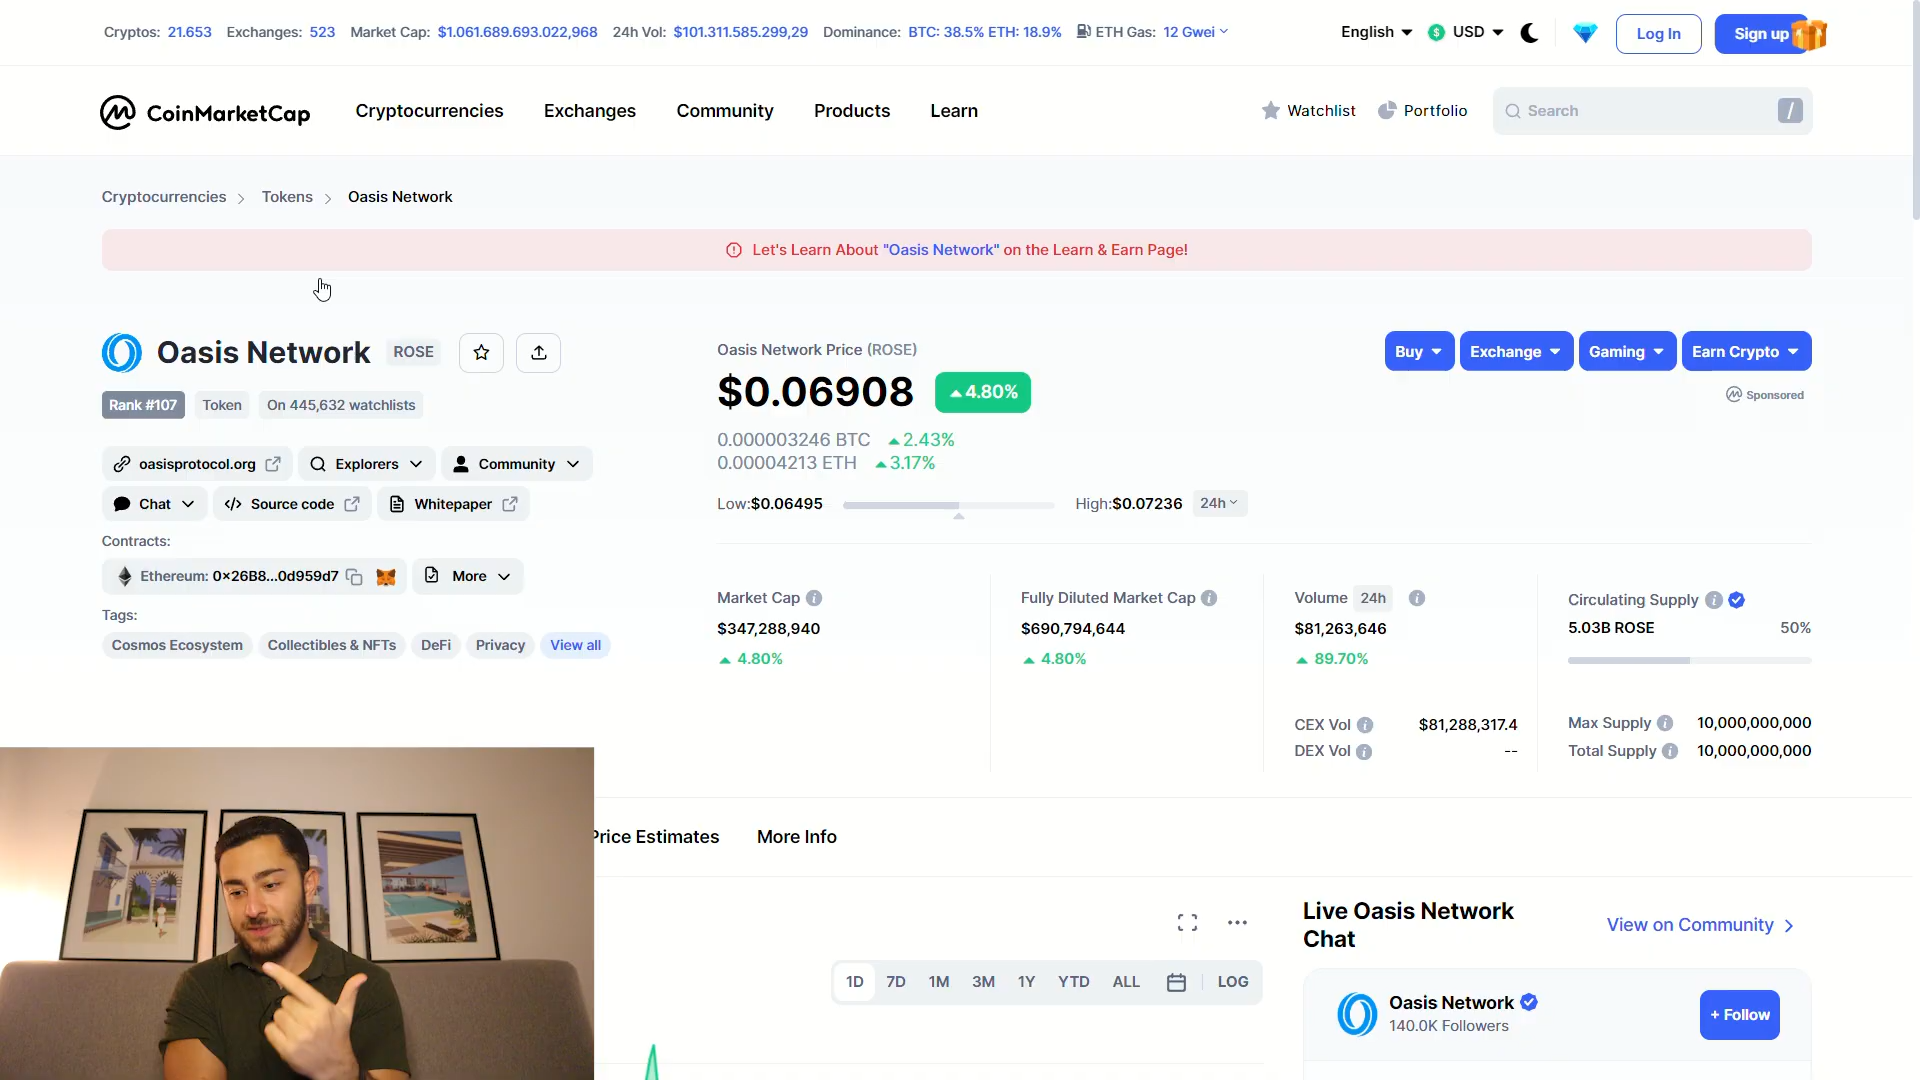 Cryptos: 21.653 Exchanges: 523 Market Cap: $1.061.689.693.022,968 24h Vol: $101.311.585.299,29 Dominance: BTC: 38.5% ETH: 18.9% ETH Gas: 12 Gwei English USD Log In Sign up
CoinMarketCap Cryptocurrencies Exchanges Community Products Learn Watchlist Portfolio Search /
Cryptocurrencies > Tokens > Oasis Network
Let's Learn About "Oasis Network" on the Learn & Earn Page!
Oasis Network ROSE
Rank #107 Token On 445,632 watchlists
oasisprotocol.org Explorers Community
Chat Source code Whitepaper
Contracts:
Ethereum: 0x26B8...0d959d7 More
Tags:
Cosmos Ecosystem Collectibles & NFTs DeFi Privacy View all
Oasis Network Price (ROSE)
$0.06908 4.80%
0.000003246 BTC 2.43%
0.00004213 ETH 3.17%
Low:$0.06495 High:$0.07236 24h
Buy Exchange Gaming Earn Crypto
Sponsored
Market Cap
$347,288,940
4.80%
Fully Diluted Market Cap
$690,794,644
4.80%
Volume 24h
$81,263,646
89.70%
CEX Vol $81,288,317.4
DEX Vol --
Circulating Supply
5.03B ROSE 50%
Max Supply 10,000,000,000
Total Supply 10,000,000,000
Price Estimates More Info
1D 7D 1M 3M 1Y YTD ALL LOG
Live Oasis Network
Chat
View on Community >
Oasis Network
140.0K Followers
+ Follow